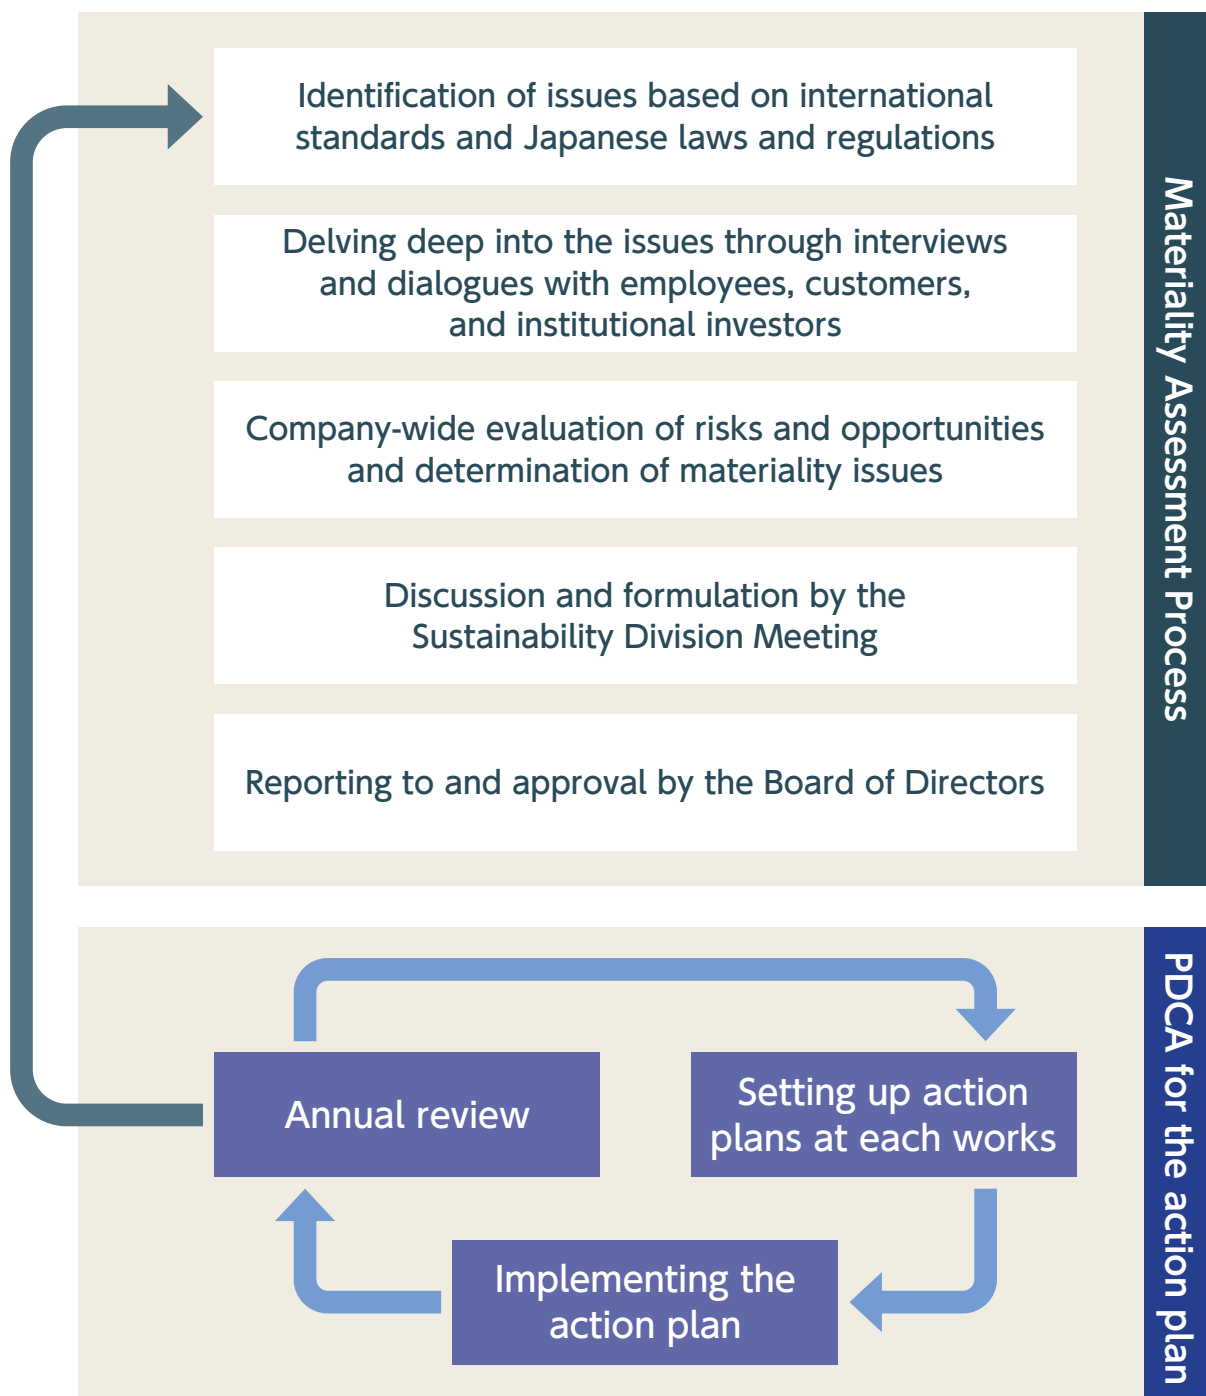 Identification of issues based on international
standards and Japanese laws and regulations
Delving deep into the issues through interviews
and dialogues with employees, customers,
and institutional investors
Company-wide evaluation of risks and opportunities
and determination of materiality issues
Discussion and formulation by the
Sustainability Division Meeting
Reporting to and approval by the Board of Directors
Materiality Assessment Process
Annual review
Setting up action
plans at each works
Implementing the
action plan
PDCA for the action plan